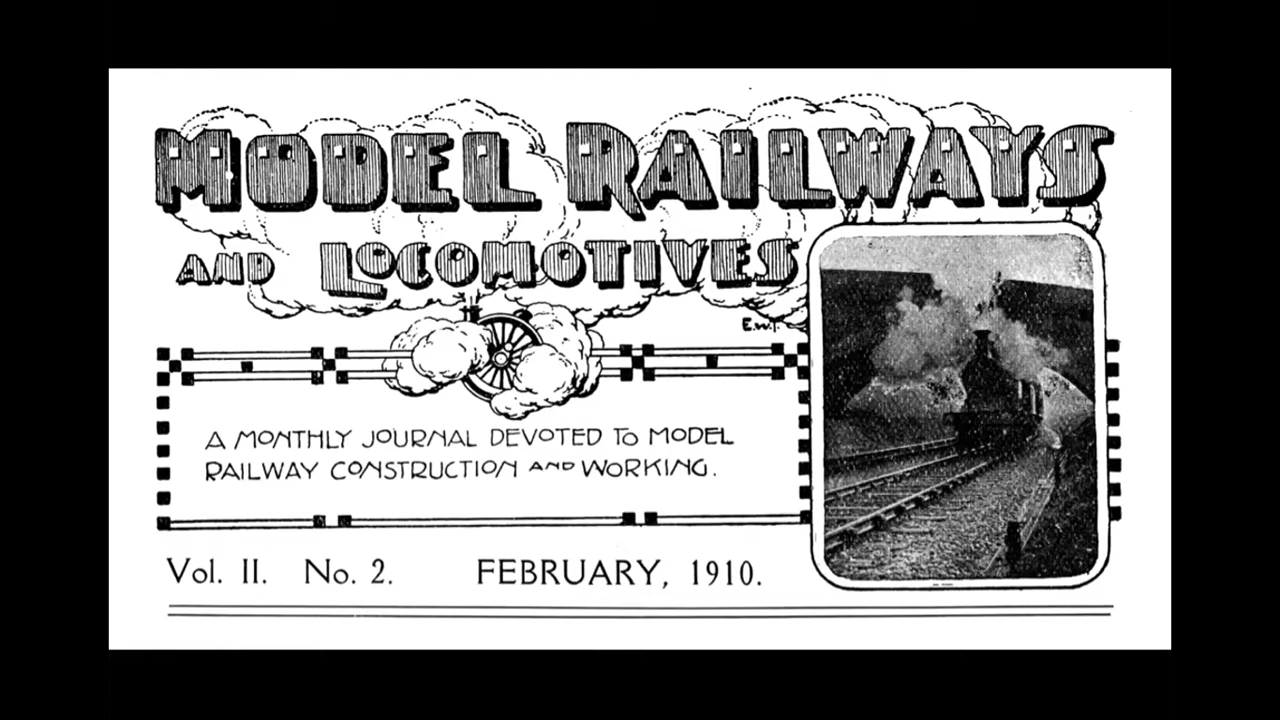 MODEL RAILWAYS
AND LOCOMOTIVES
E.W.T.
A MONTHLY JOURNAL DEVOTED TO MODEL
RAILWAY CONSTRUCTION AND WORKING.
Vol. II. No. 2. FEBRUARY, 1910.